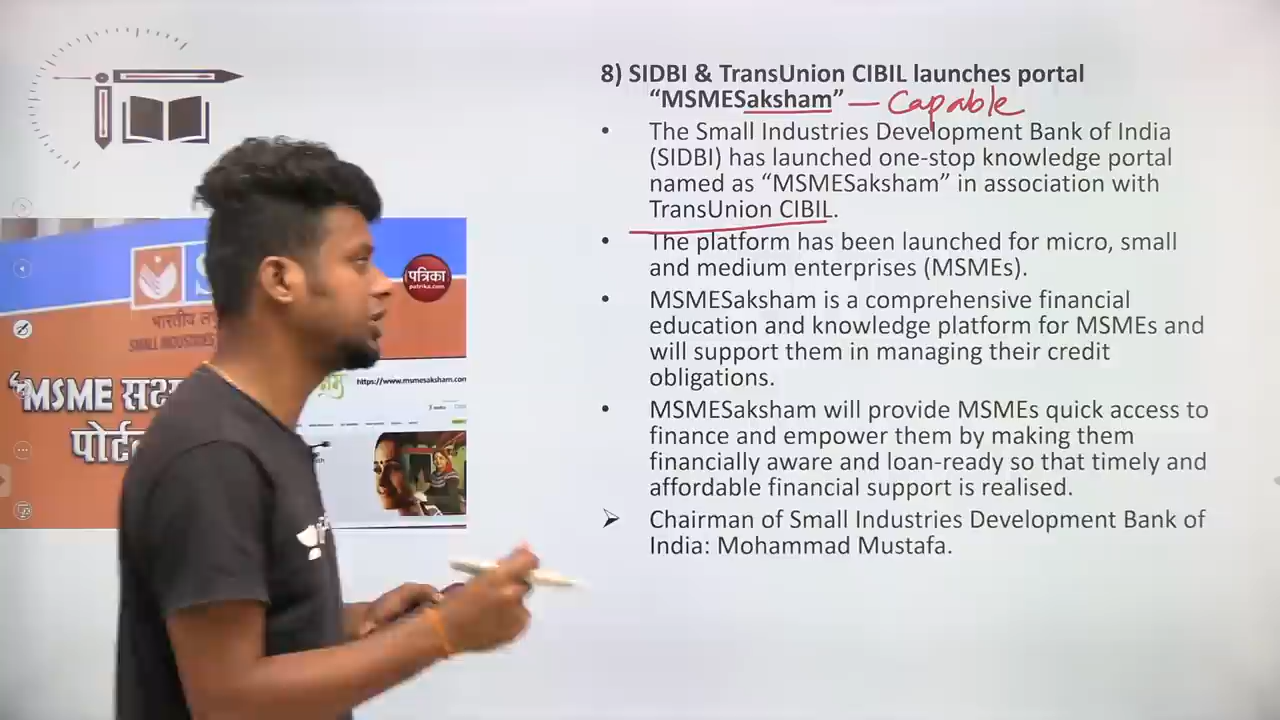 8) SIDBI & TransUnion CIBIL launches portal
“MSMESaksham” — Capable
• The Small Industries Development Bank of India
(SIDBI) has launched one-stop knowledge portal
named as “MSMESaksham” in association with
TransUnion CIBIL.
• The platform has been launched for micro, small
and medium enterprises (MSMEs).
• MSMESaksham is a comprehensive financial
education and knowledge platform for MSMEs and
will support them in managing their credit
obligations.
• MSMESaksham will provide MSMEs quick access to
finance and empower them by making them
financially aware and loan-ready so that timely and
affordable financial support is realised.
➢ Chairman of Small Industries Development Bank of
India: Mohammad Mustafa.
पत्रिका
patrika.com
भारतीय
SMALL INDUSTRIES
https://www.msmesaksham.com
“MSME